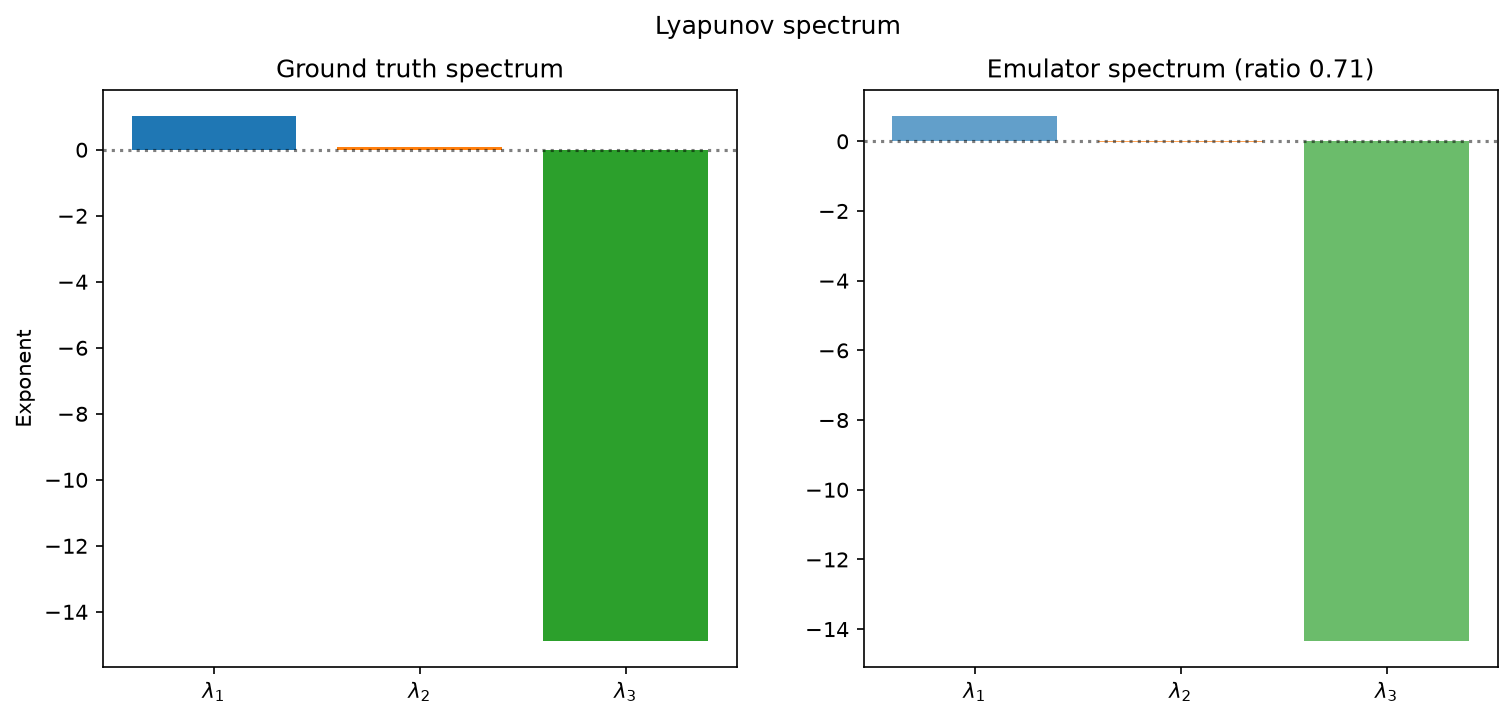 Lyapunov spectrum
Ground truth spectrum
Exponent
0
−2
−4
−6
−8
−10
−12
−14
λ₁ λ₂ λ₃
Emulator spectrum (ratio 0.71)
0
−2
−4
−6
−8
−10
−12
−14
λ₁ λ₂ λ₃